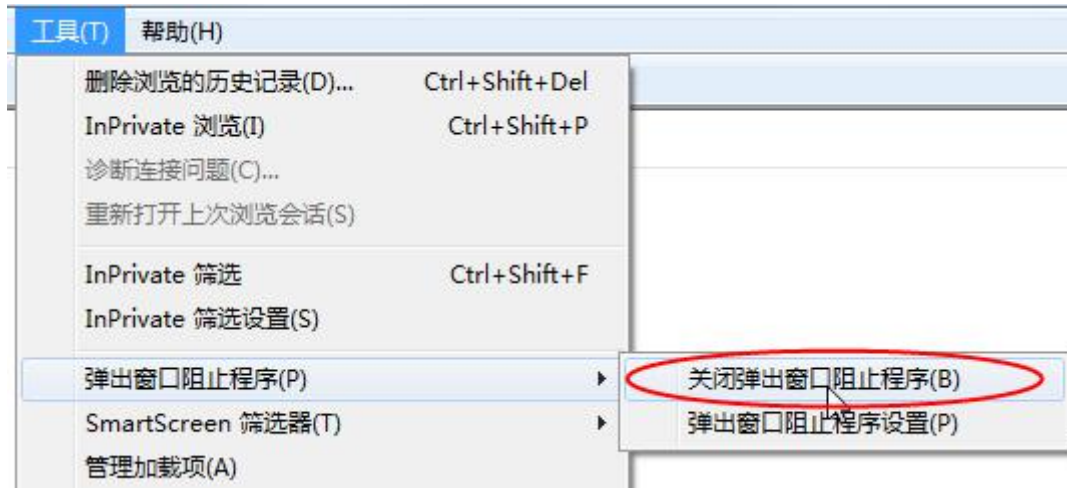 工具(T) 帮助(H)
删除浏览的历史记录(D)... Ctrl+Shift+Del
InPrivate 浏览(I) Ctrl+Shift+P
诊断连接问题(C)...
重新打开上次浏览会话(S)
InPrivate 筛选 Ctrl+Shift+F
InPrivate 筛选设置(S)
弹出窗口阻止程序(P) 关闭弹出窗口阻止程序(B)
SmartScreen 筛选器(T) 弹出窗口阻止程序设置(P)
管理加载项(A)